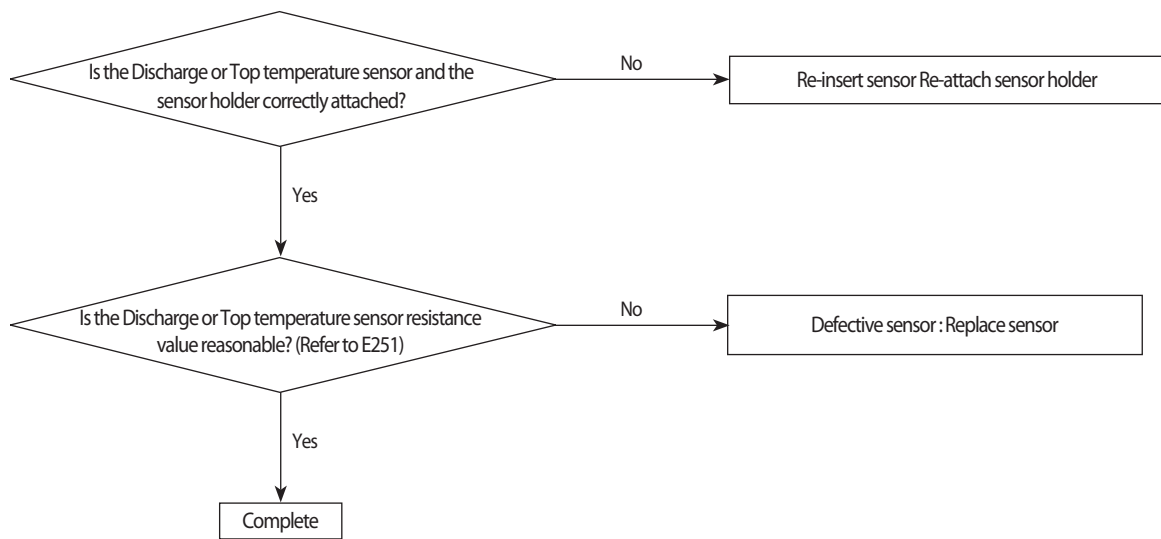 Is the Discharge or Top temperature sensor and the
sensor holder correctly attached?
No
Re-insert sensor Re-attach sensor holder
Yes
Is the Discharge or Top temperature sensor resistance
value reasonable? (Refer to E251)
No
Defective sensor : Replace sensor
Yes
Complete